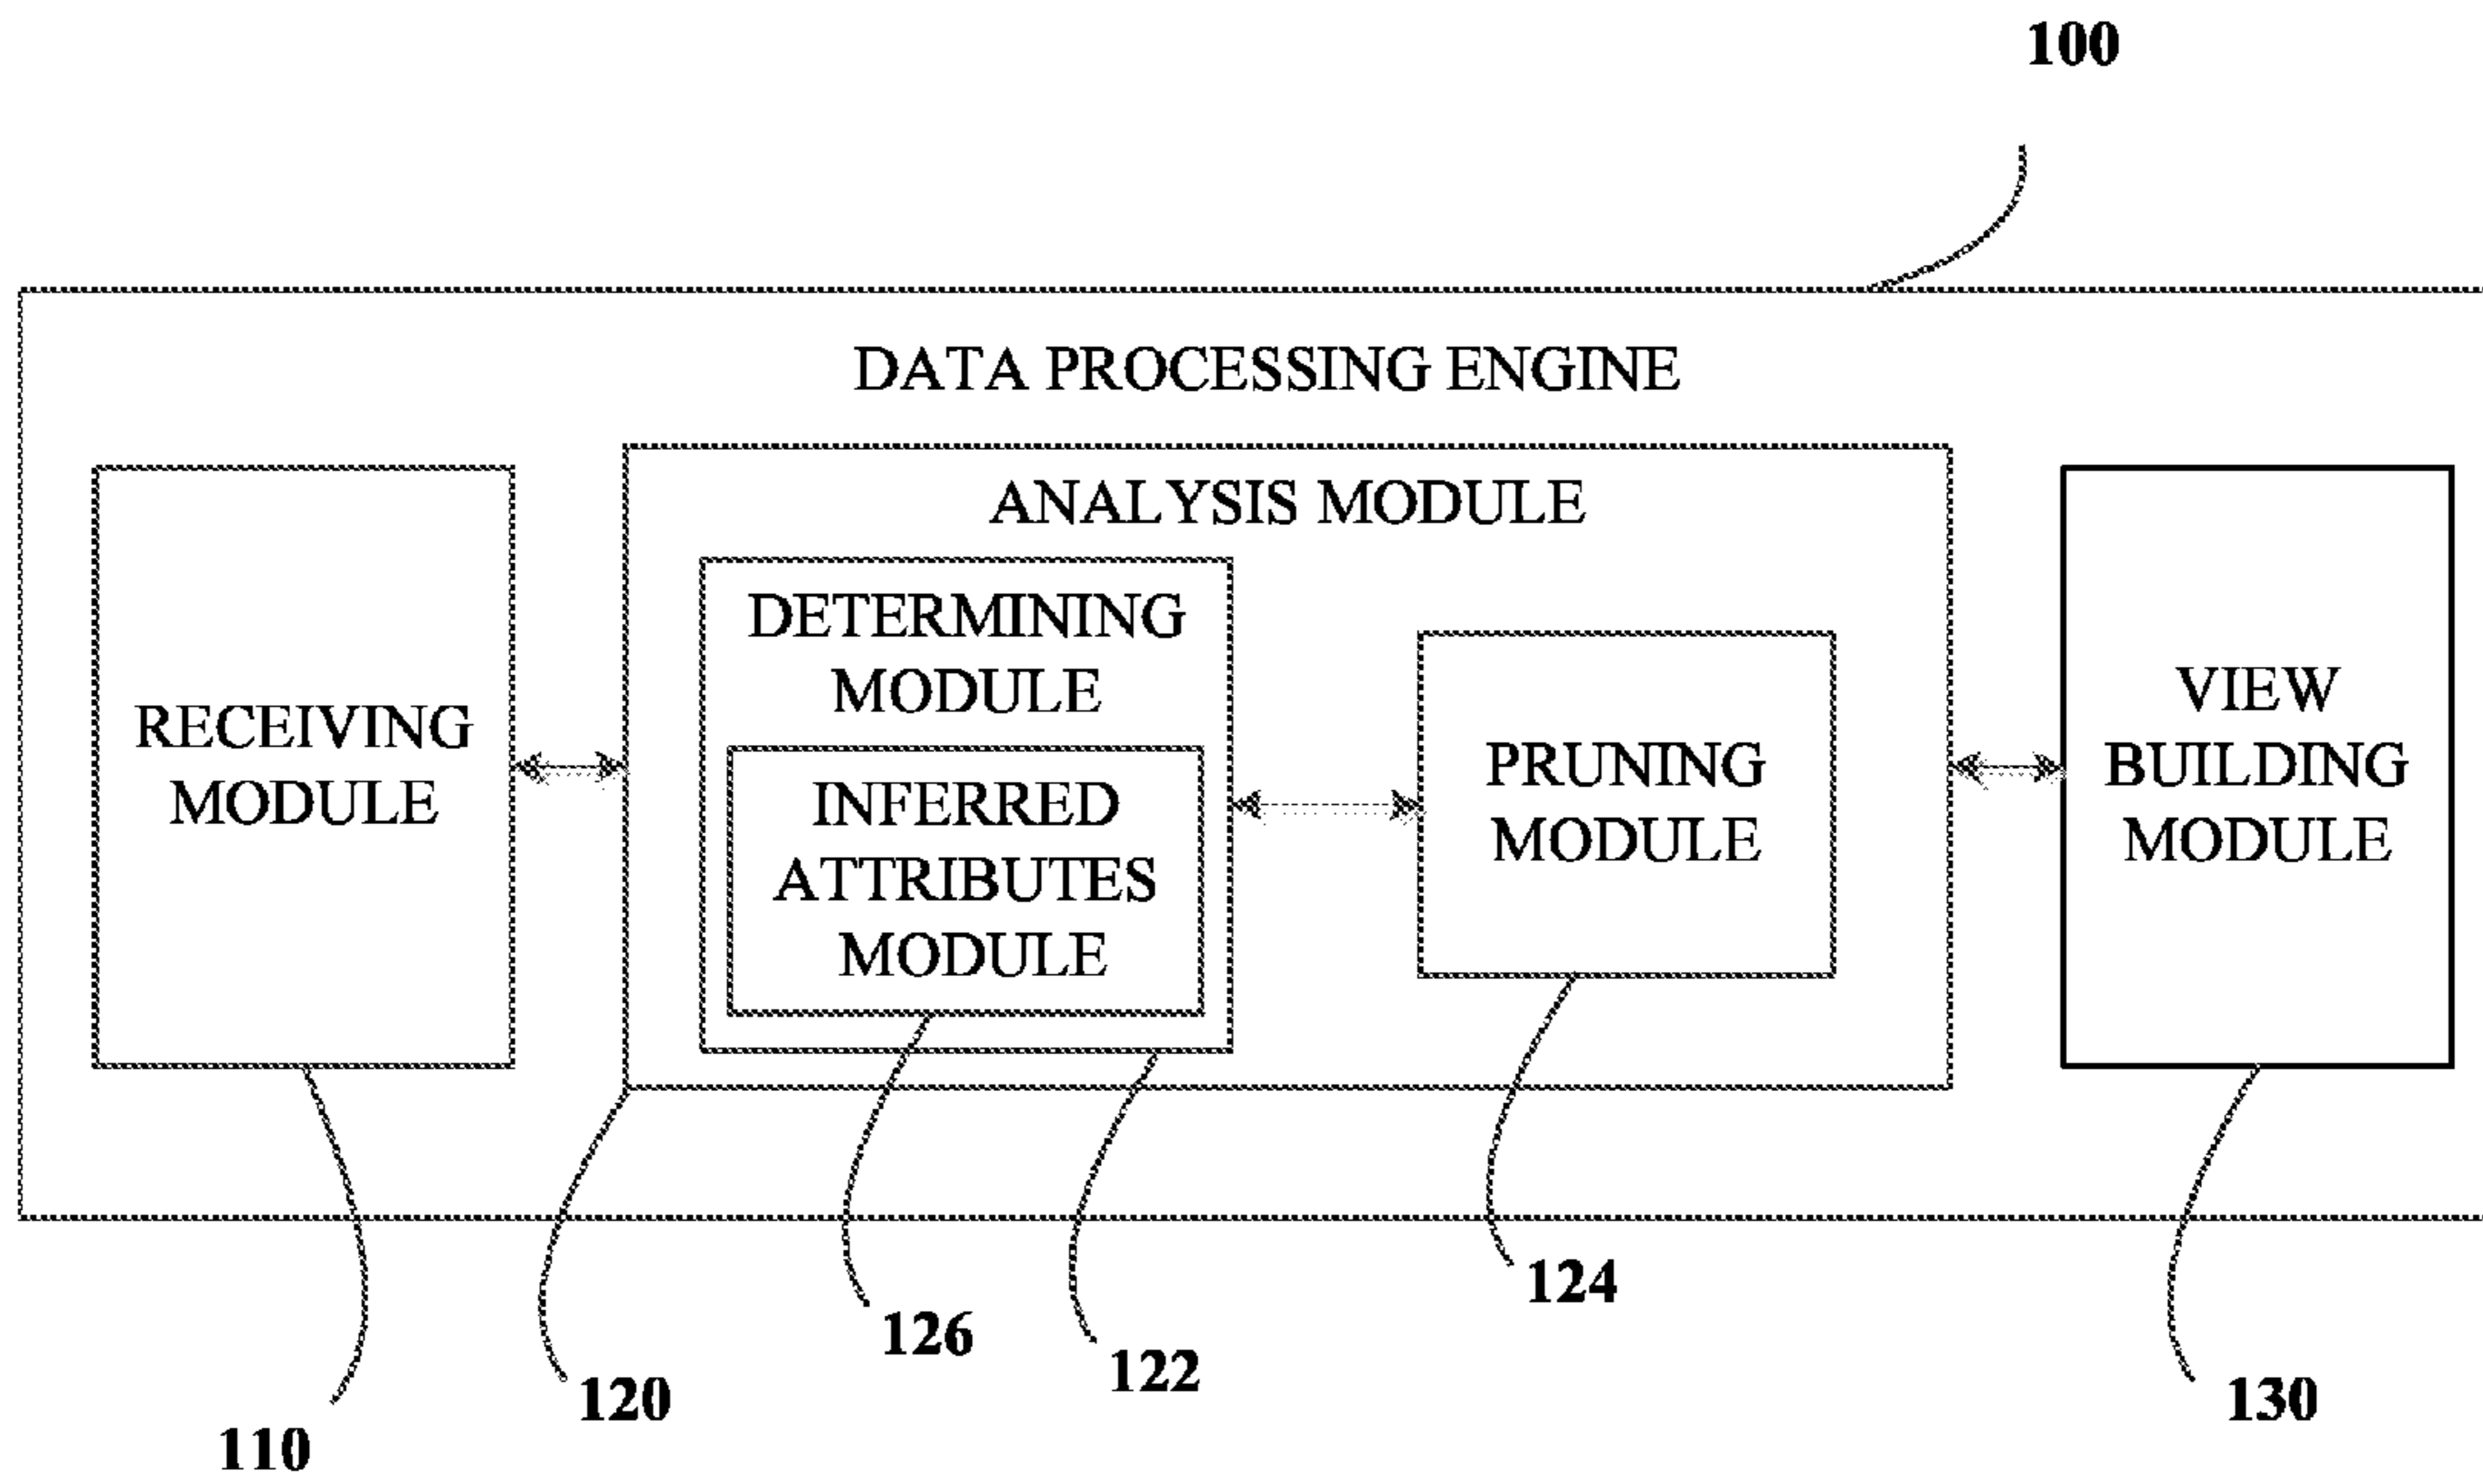 100
DATA PROCESSING ENGINE
ANALYSIS MODULE
RECEIVING
MODULE
DETERMINING
MODULE
INFERRED
ATTRIBUTES
MODULE
PRUNING
MODULE
VIEW
BUILDING
MODULE
110
120
126
122
124
130